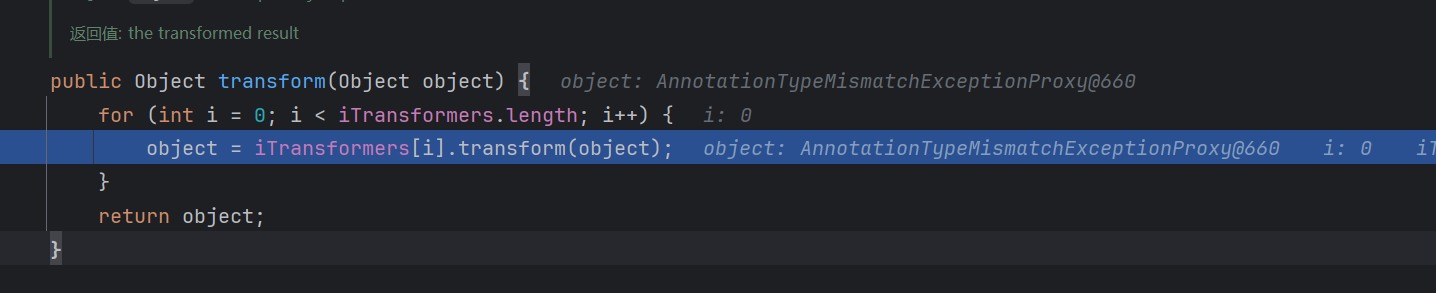 返回值: the transformed result
public Object transform(Object object) { object: AnnotationTypeMismatchExceptionProxy@660
for (int i = 0; i < iTransformers.length; i++) { i: 0
object = iTransformers[i].transform(object); object: AnnotationTypeMismatchExceptionProxy@660 i: 0 iT
}
return object;
}